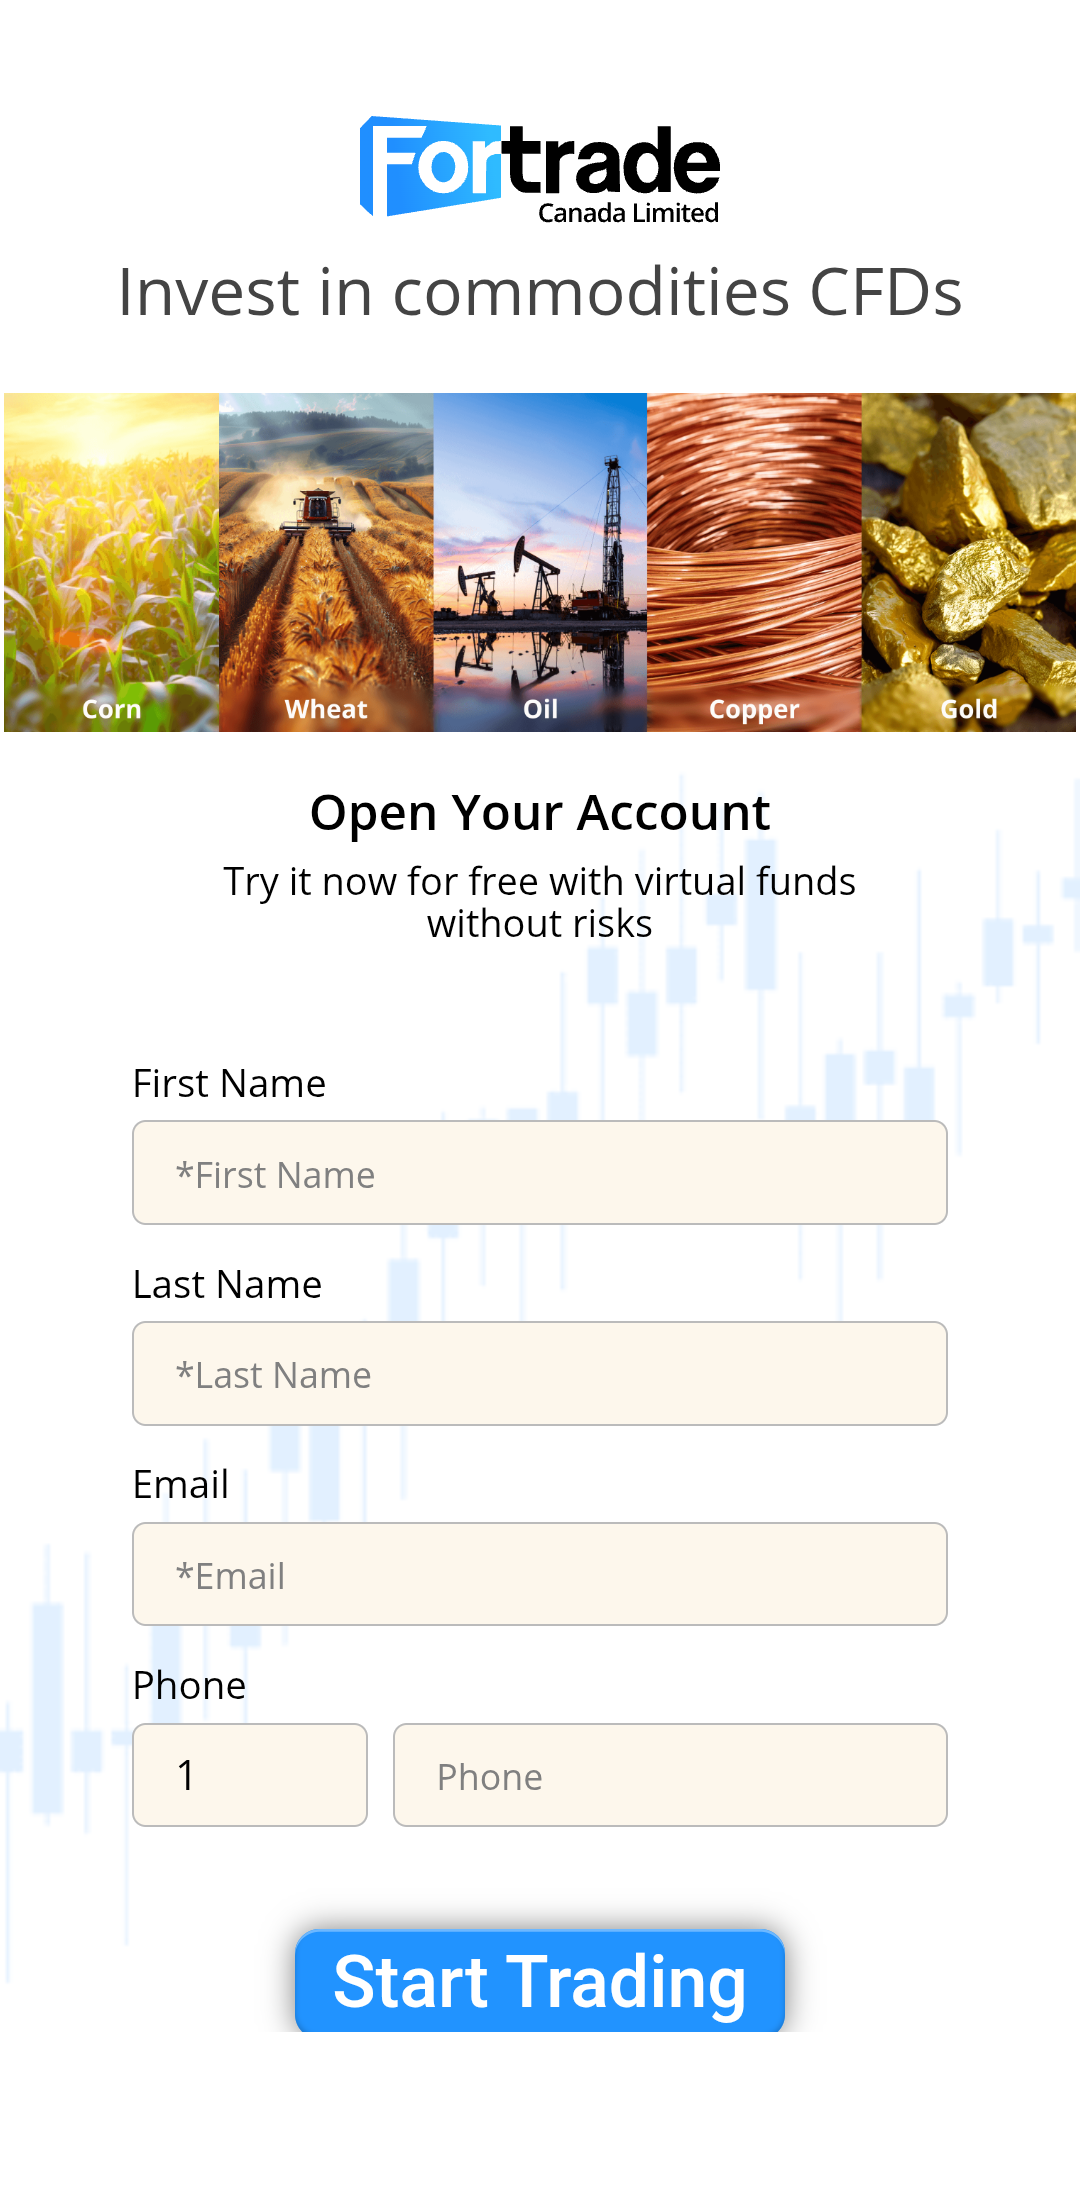 Fortrade
Canada Limited
Invest in commodities CFDs
Corn
Wheat
Oil
Copper
Gold
Open Your Account
Try it now for free with virtual funds
without risks
First Name
*First Name
Last Name
*Last Name
Email
*Email
Phone
1
Phone
Start Trading